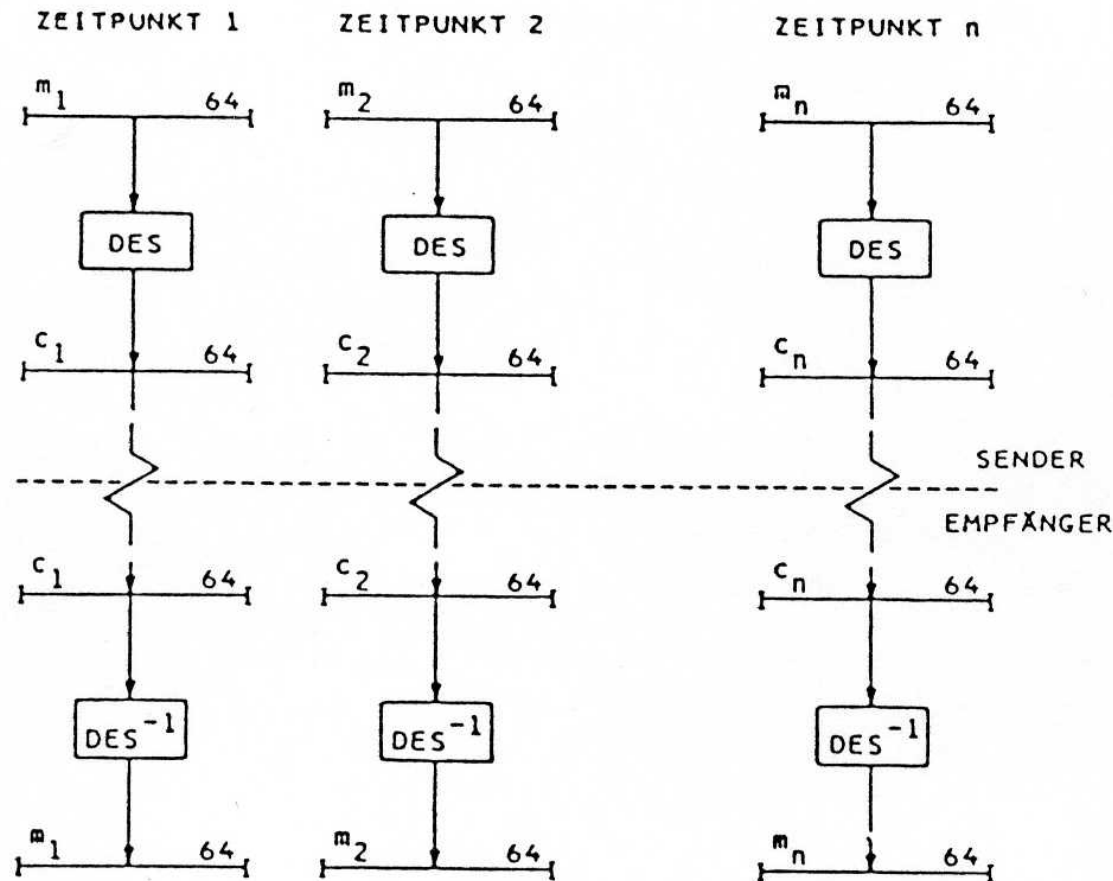 ZEITPUNKT 1 ZEITPUNKT 2 ZEITPUNKT n
m1 64 m2 64 mn 64
DES DES DES
c1 64 c2 64 cn 64
SENDER
EMPFÄNGER
c1 64 c2 64 cn 64
DES-1 DES-1 DES-1
m1 64 m2 64 mn 64